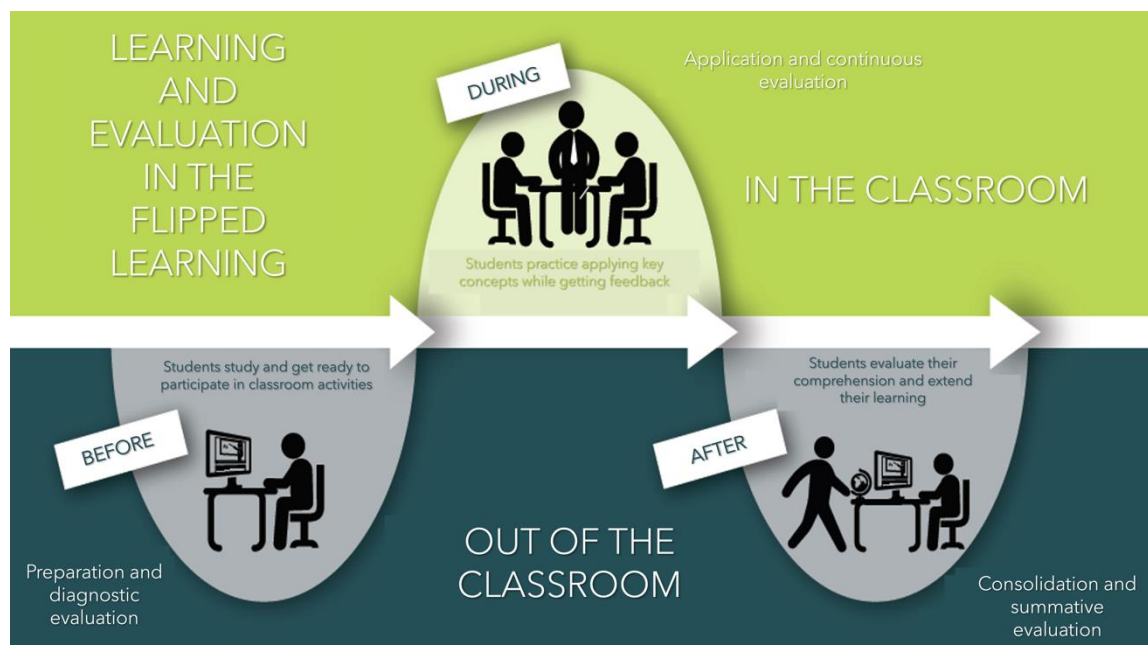 LEARNING
AND
EVALUATION
IN THE
FLIPPED
LEARNING
DURING
Application and continuous
evaluation
IN THE CLASSROOM
Students practice applying key
concepts while getting feedback
Students study and get ready to
participate in classroom activities
BEFORE
Preparation and
diagnostic
evaluation
OUT OF THE
CLASSROOM
Students evaluate their
comprehension and extend
their learning
AFTER
Consolidation and
summative
evaluation